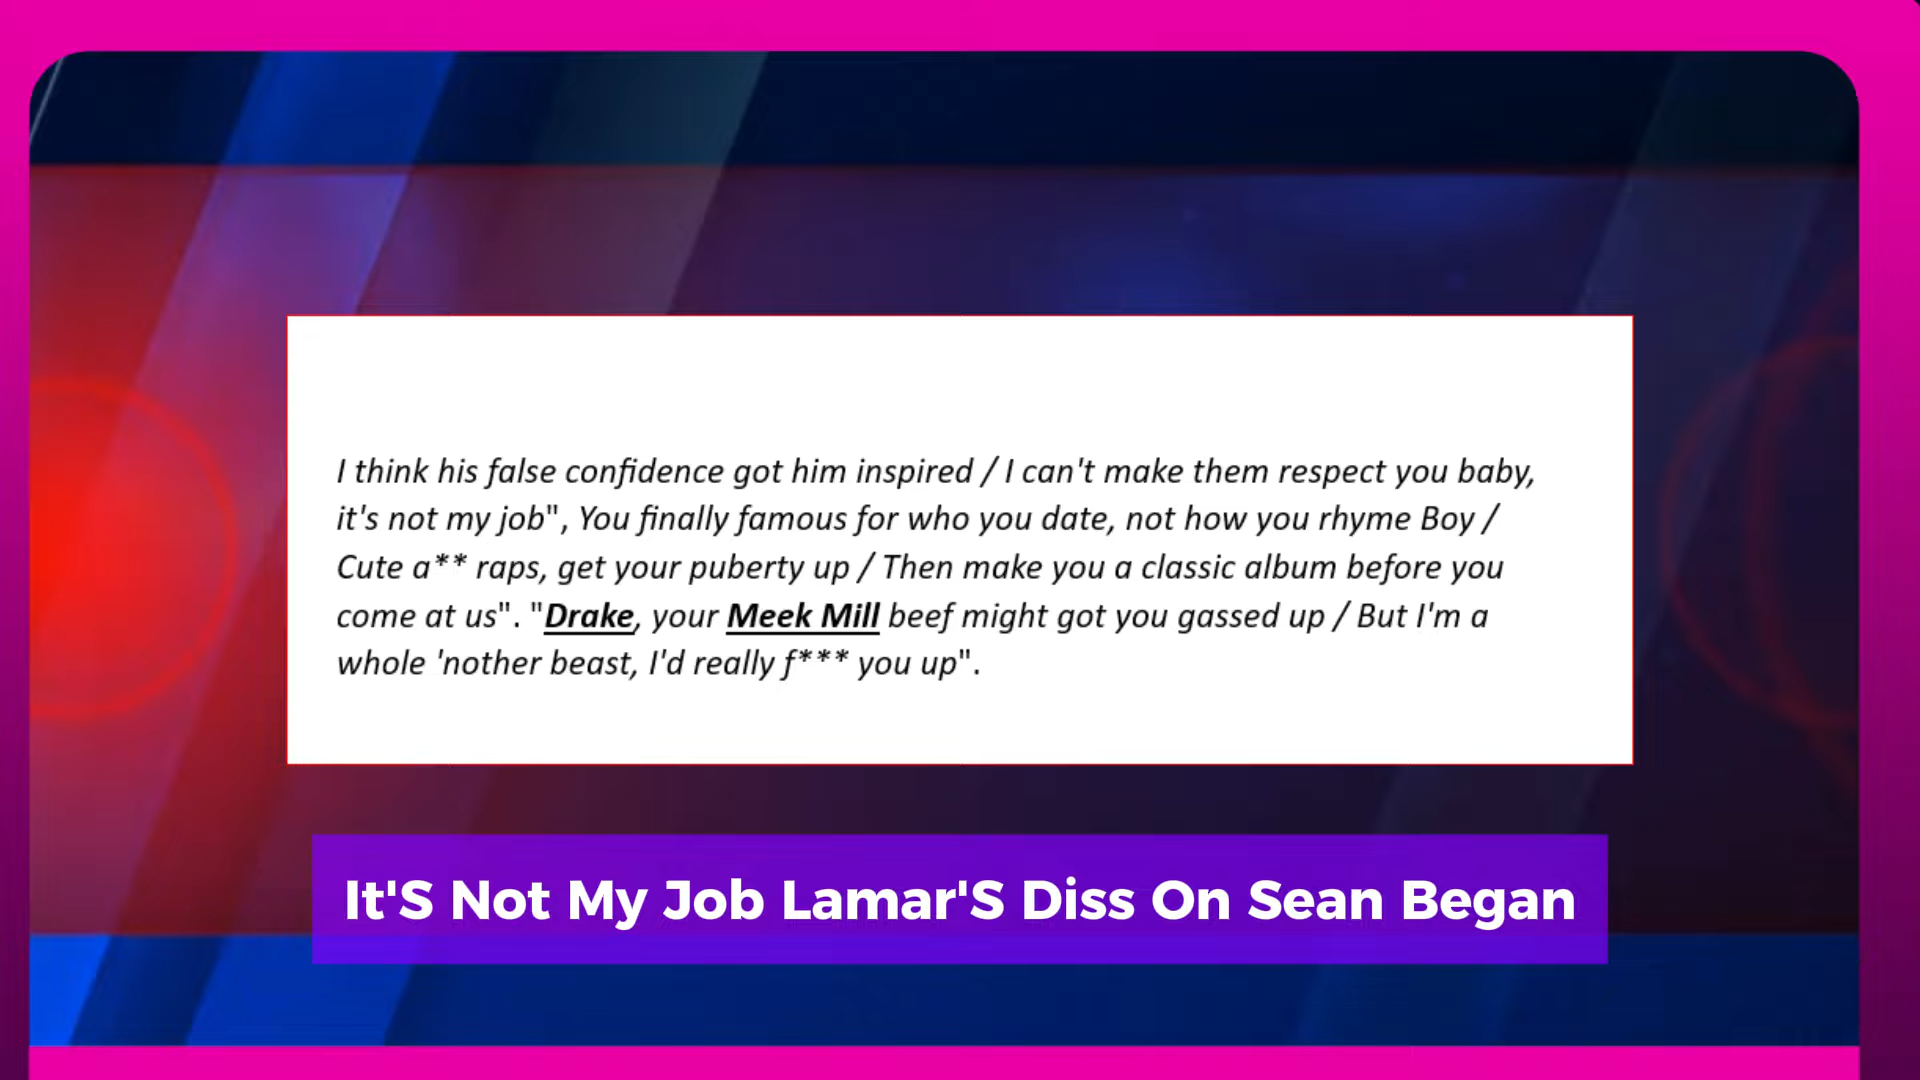 I think his false confidence got him inspired / I can't make them respect you baby,
it's not my job", You finally famous for who you date, not how you rhyme Boy /
Cute a** raps, get your puberty up / Then make you a classic album before you
come at us". "Drake, your Meek Mill beef might got you gassed up / But I'm a
whole 'nother beast, I'd really f*** you up".
It'S Not My Job Lamar'S Diss On Sean Began